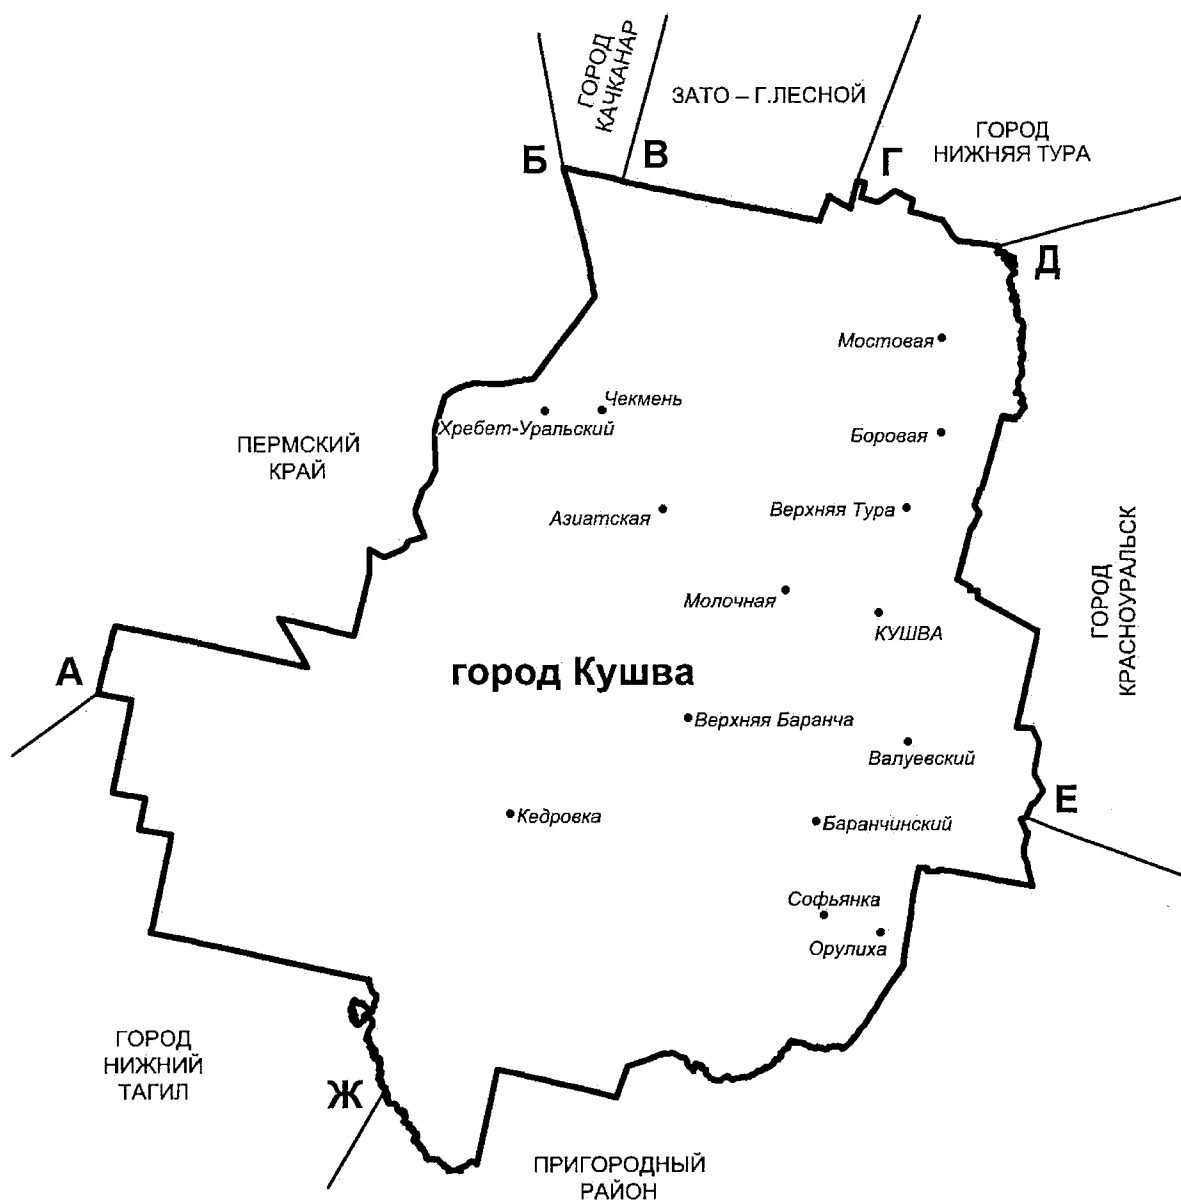 ГОРОД
КАЧКАНАР
ЗАТО – Г.ЛЕСНОЙ
ГОРОД
НИЖНЯЯ ТУРА
Б
В
Г
Д
Мостовая
Чекмень
Хребет-Уральский
Боровая
ПЕРМСКИЙ
КРАЙ
Азиатская
Верхняя Тура
ГОРОД
КРАСНОУРАЛЬСК
Молочная
КУШВА
А
город Кушва
Верхняя Баранча
Валуевский
Е
Кедровка
Баранчинский
Софьянка
Орулиха
ГОРОД
НИЖНИЙ
ТАГИЛ
Ж
ПРИГОРОДНЫЙ
РАЙОН